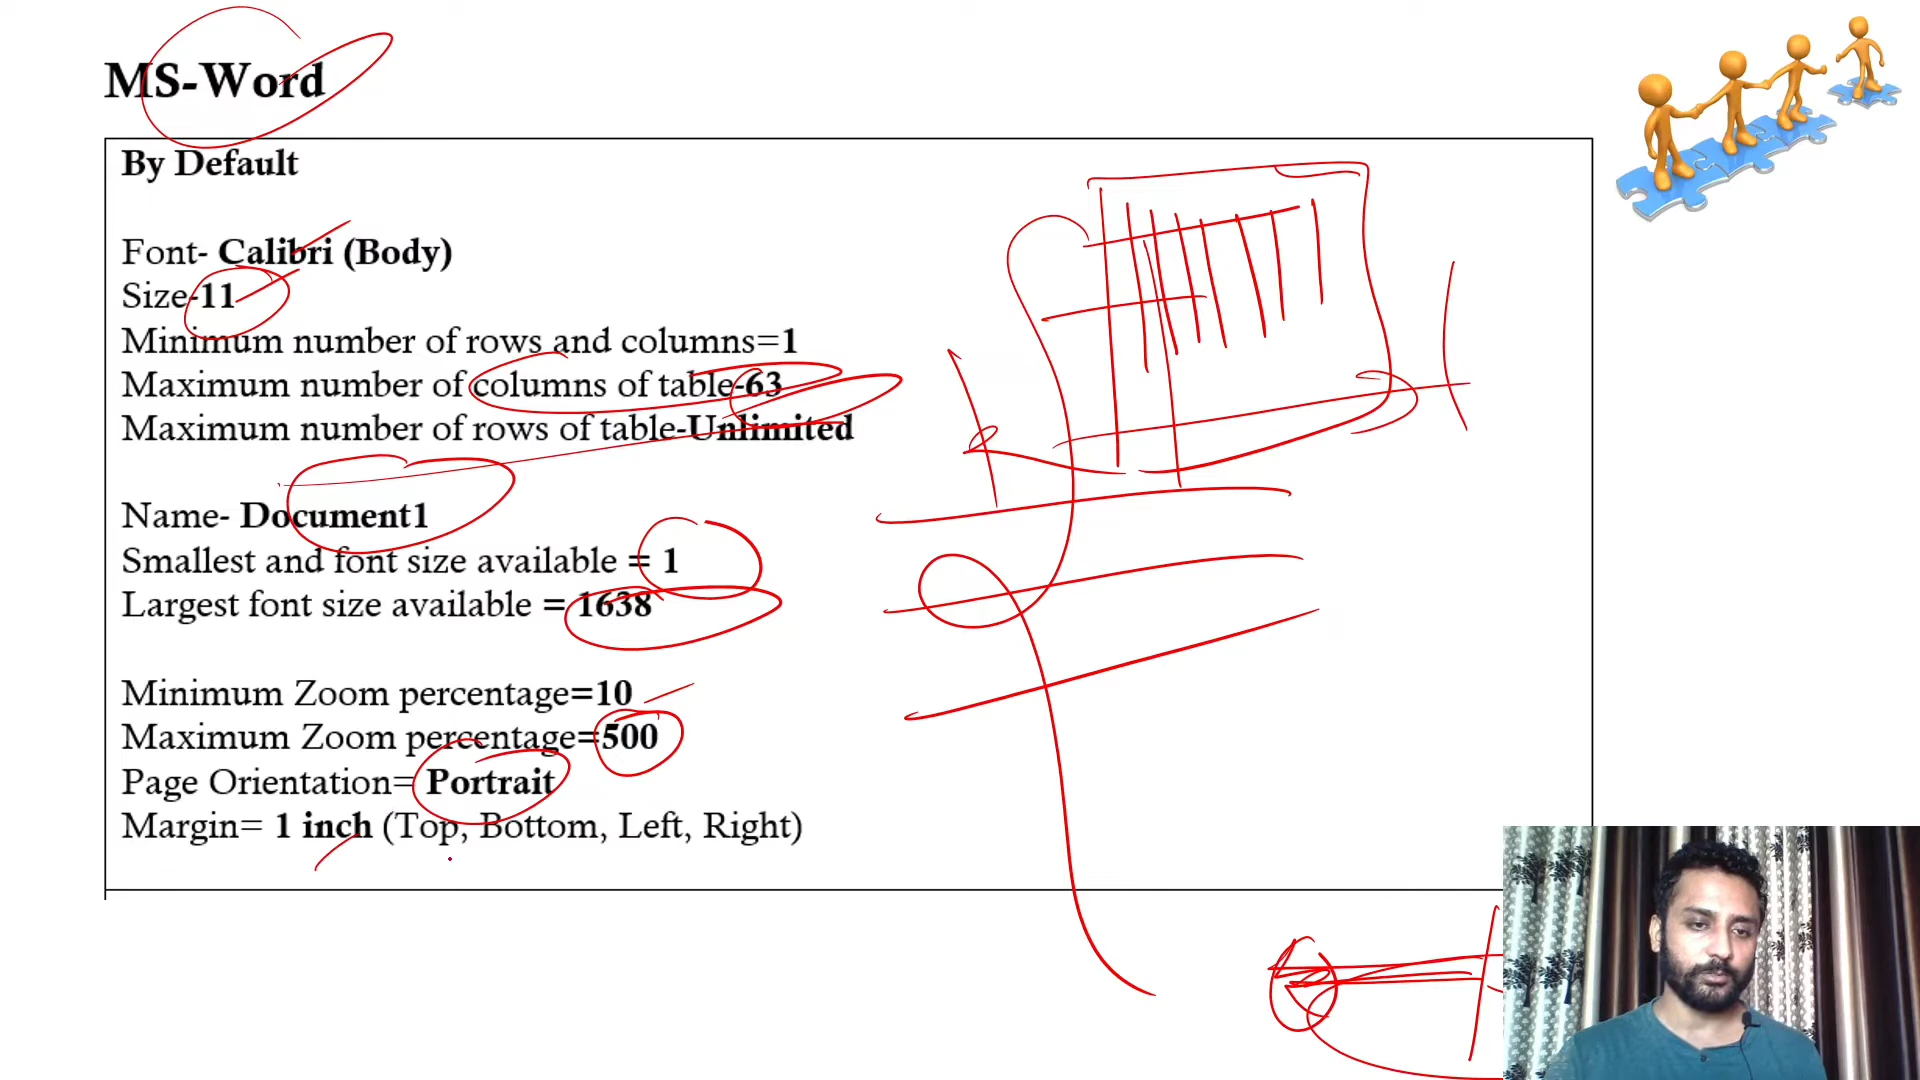 MS-Word
By Default
Font- Calibri (Body)
Size-11
Minimum number of rows and columns=1
Maximum number of columns of table-63
Maximum number of rows of table-Unlimited
Name- Document1
Smallest and font size available = 1
Largest font size available = 1638
Minimum Zoom percentage=10
Maximum Zoom percentage=500
Page Orientation= Portrait
Margin= 1 inch (Top, Bottom, Left, Right)